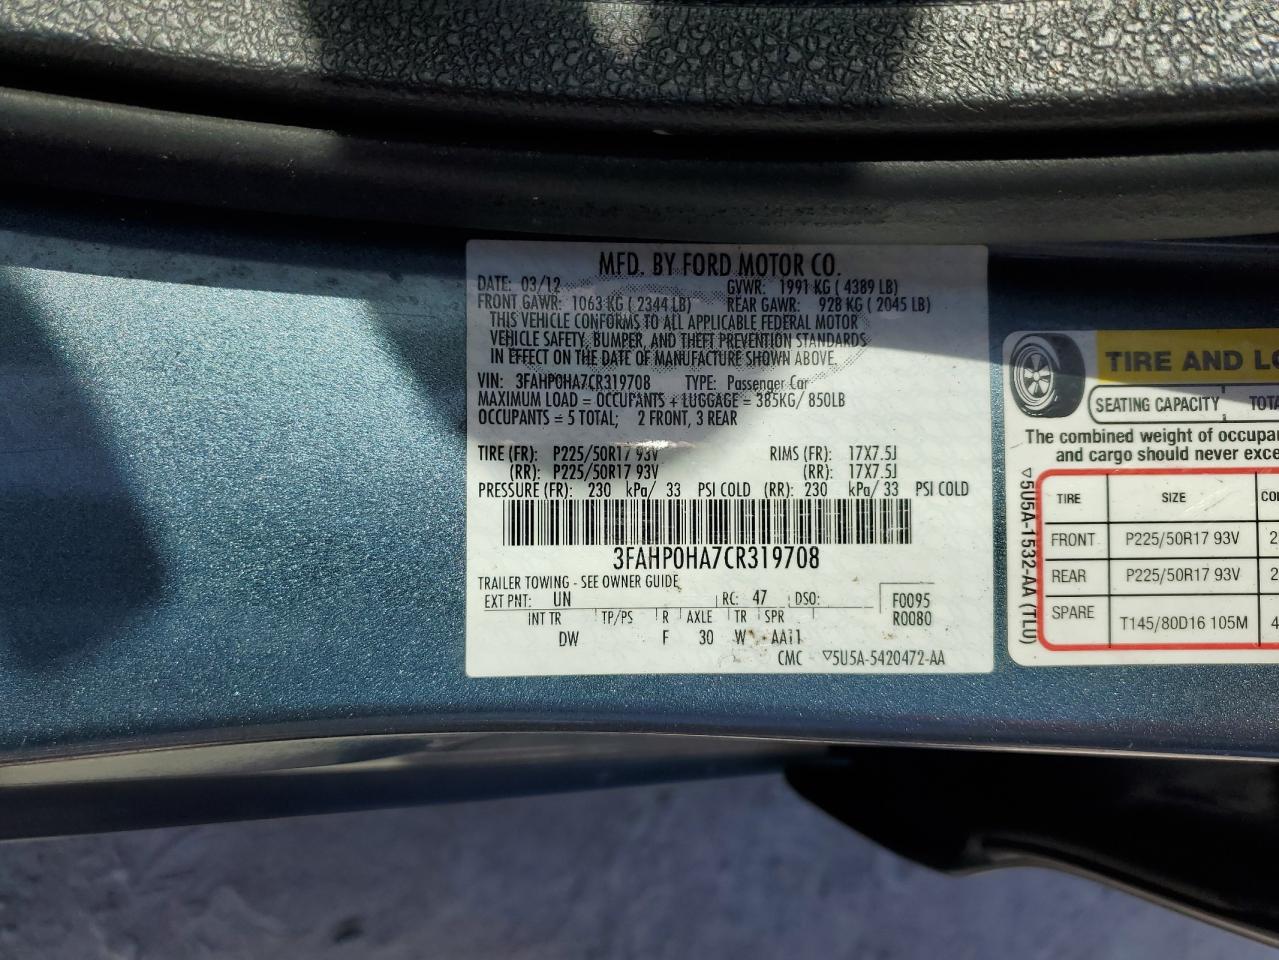 MFD. BY FORD MOTOR CO.
DATE: 03/12 GVWR: 1991 KG ( 4389 LB)
FRONT GAWR: 1063 KG ( 2344 LB) REAR GAWR: 928 KG ( 2045 LB)
THIS VEHICLE CONFORMS TO ALL APPLICABLE FEDERAL MOTOR
VEHICLE SAFETY, BUMPER, AND THEFT PREVENTION STANDARDS
IN EFFECT ON THE DATE OF MANUFACTURE SHOWN ABOVE.
VIN: 3FAHP0HA7CR319708 TYPE: Passenger Car
MAXIMUM LOAD = OCCUPANTS + LUGGAGE = 385KG/ 850LB
OCCUPANTS = 5 TOTAL; 2 FRONT, 3 REAR
TIRE (FR): P225/50R17 93V RIMS (FR): 17X7.5J
(RR): P225/50R17 93V (RR): 17X7.5J
PRESSURE (FR): 230 kPa/ 33 PSI COLD (RR): 230 kPa/ 33 PSI COLD
3FAHP0HA7CR319708
TRAILER TOWING - SEE OWNER GUIDE
EXT PNT: UN RC: 47 DSO: F0095
INT TR TP/PS R AXLE TR SPR R0080
DW F 30 W AA11
CMC ▽5U5A-5420472-AA
TIRE AND LO
SEATING CAPACITY TOTA
The combined weight of occupa
and cargo should never exce
TIRE SIZE CO
FRONT P225/50R17 93V 2
REAR P225/50R17 93V 2
SPARE T145/80D16 105M 4
▽5U5A-1532-AA (TLU)